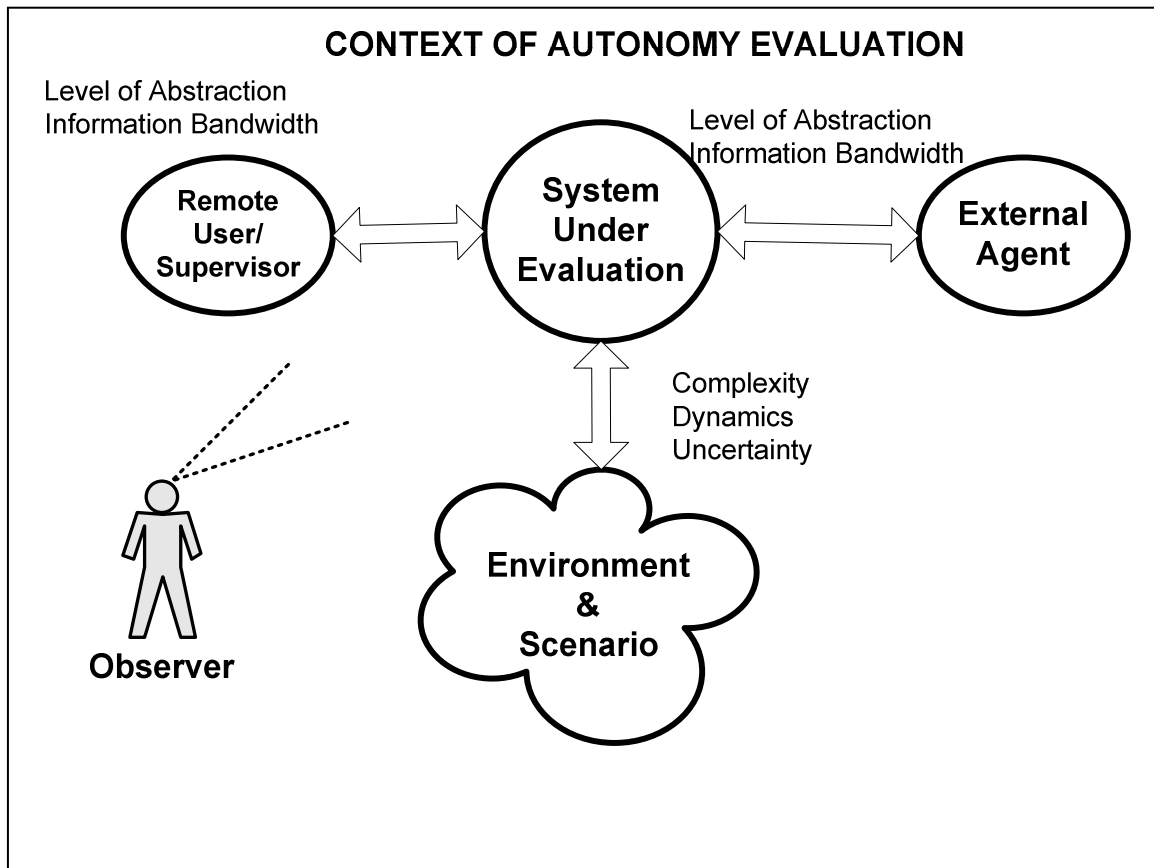 CONTEXT OF AUTONOMY EVALUATION
Level of Abstraction
Information Bandwidth
Level of Abstraction
Information Bandwidth
Remote
User/
Supervisor
System
Under
Evaluation
External
Agent
Complexity
Dynamics
Uncertainty
Environment
&
Scenario
Observer